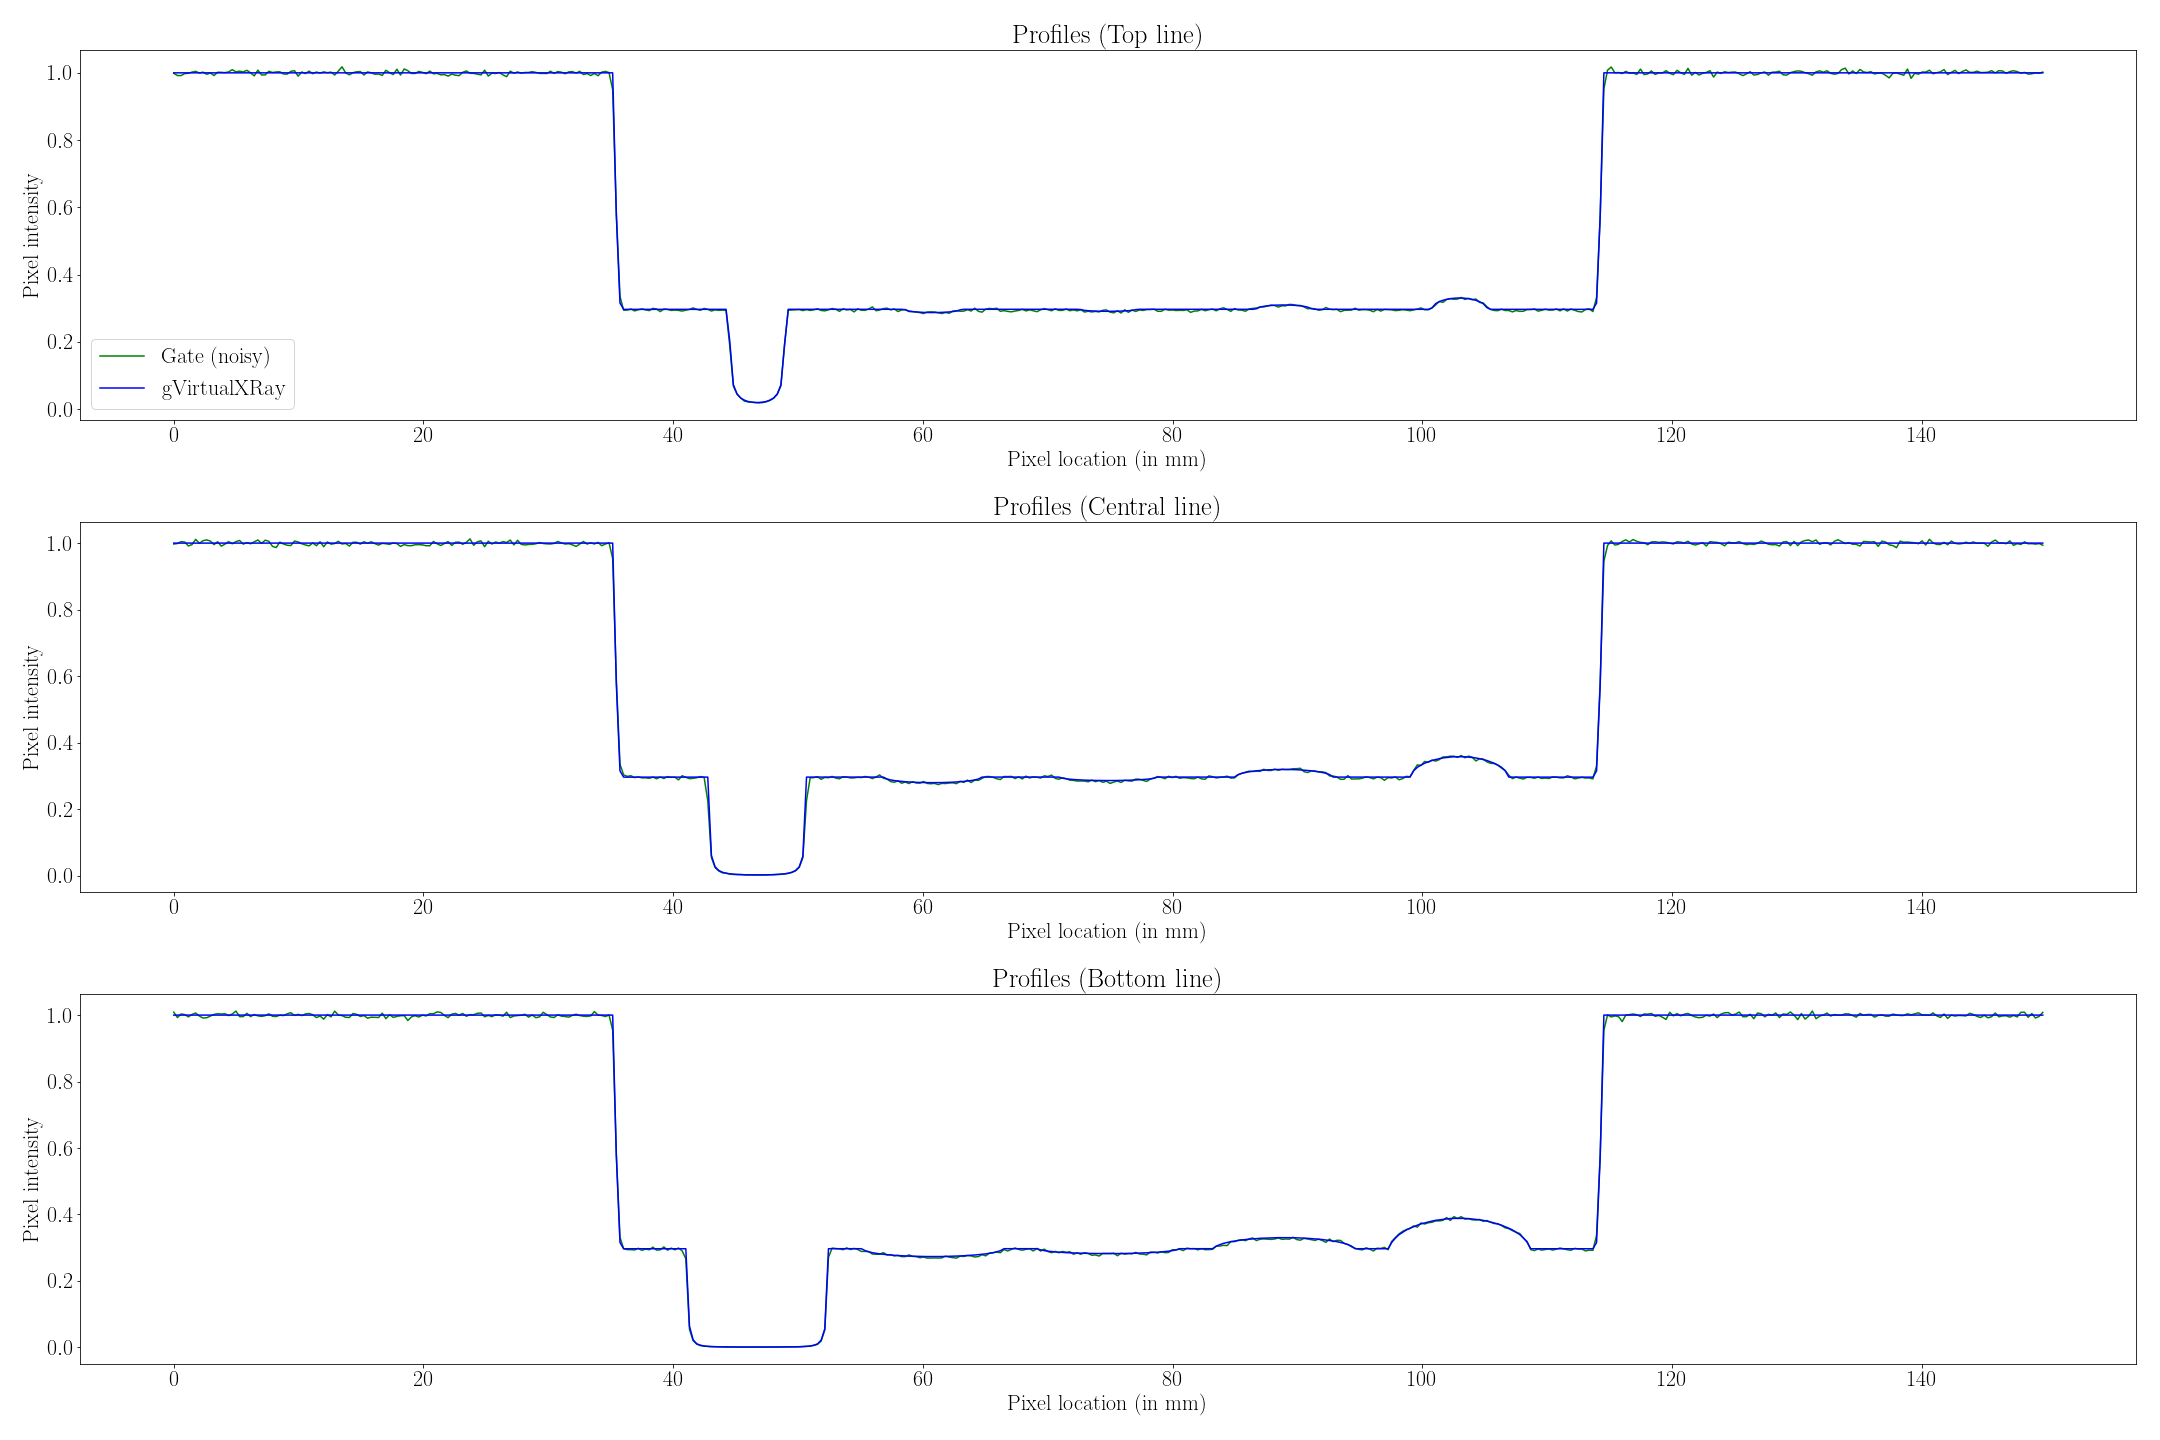 Profiles (Top line)
1.0
0.8
0.6
0.4
0.2
0.0
Pixel intensity
Gate (noisy)
gVirtualXRay
0 20 40 60 80 100 120 140
Pixel location (in mm)
Profiles (Central line)
1.0
0.8
0.6
0.4
0.2
0.0
Pixel intensity
0 20 40 60 80 100 120 140
Pixel location (in mm)
Profiles (Bottom line)
1.0
0.8
0.6
0.4
0.2
0.0
Pixel intensity
0 20 40 60 80 100 120 140
Pixel location (in mm)